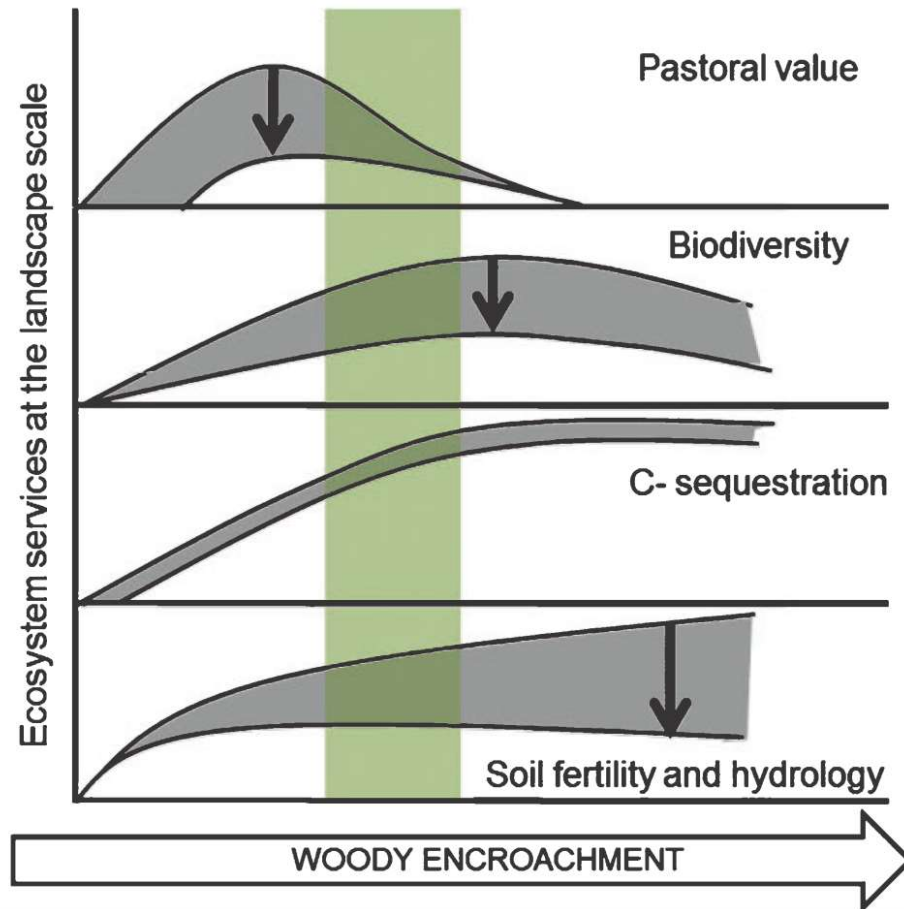 Ecosystem services at the landscape scale
Pastoral value
Biodiversity
C- sequestration
Soil fertility and hydrology
WOODY ENCROACHMENT